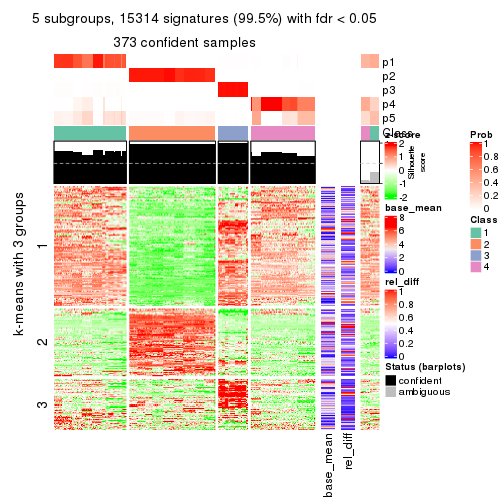 5 subgroups, 15314 signatures (99.5%) with fdr < 0.05
373 confident samples
p1
p2
p3
p4
p5
Class
Silhouette
score
k-means with 3 groups
1
2
3
base_mean
rel_diff
z-score
2
1
0
-1
-2
base_mean
8
6
4
2
0
rel_diff
1
0.8
0.6
0.4
0.2
0
Status (barplots)
confident
ambiguous
Prob
1
0.8
0.6
0.4
0.2
0
Class
1
2
3
4